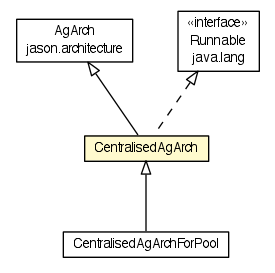 AgArch
jason.architecture
«interface»
Runnable
java.lang
CentralisedAgArch
CentralisedAgArchForPool